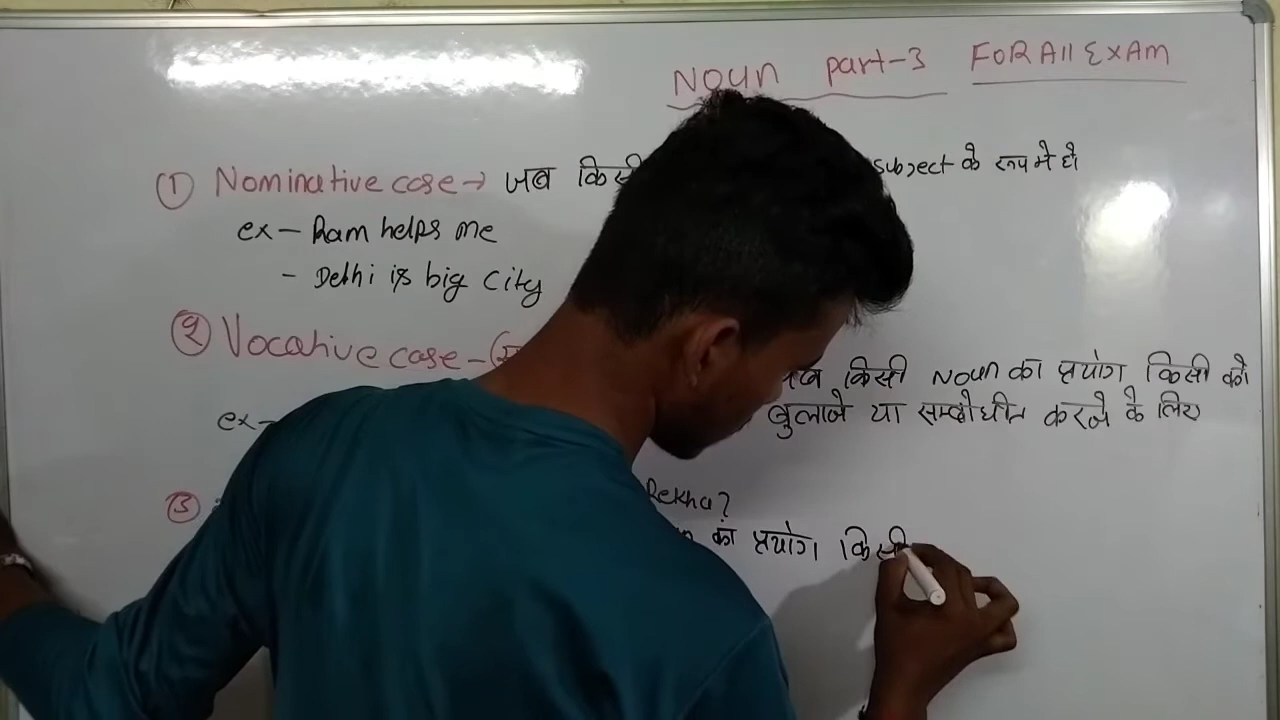 Noun part-3 FOR All ExAm
① Nominative case → जब किसी subject के रूप में हो
ex - Ram helps me
- Delhi is big City
② Vocative case - जब किसी Noun का प्रयोग किसी को
ex - बुलाने या सम्बोधीत करने के लिए
③ Rekha?
का प्रयोग किसी